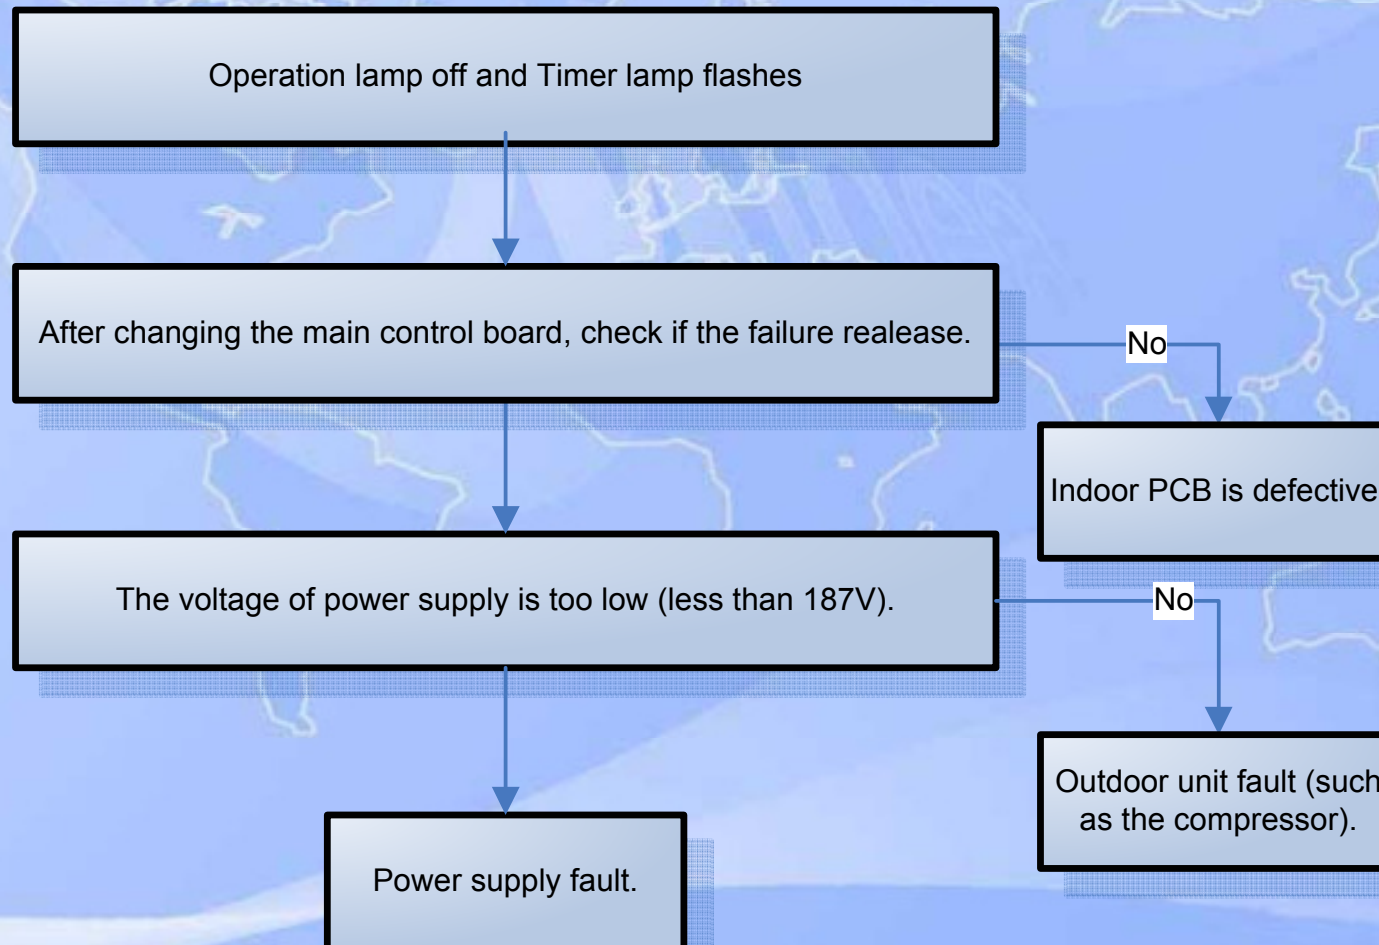 Operation lamp off and Timer lamp flashes
After changing the main control board, check if the failure realease.
No
Indoor PCB is defective
The voltage of power supply is too low (less than 187V).
No
Outdoor unit fault (such
as the compressor).
Power supply fault.